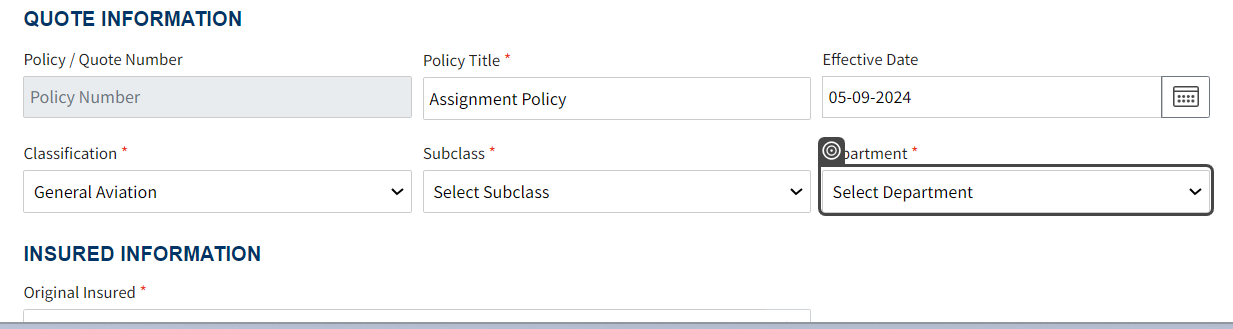 QUOTE INFORMATION
Policy / Quote Number
Policy Title *
Effective Date
Policy Number
Assignment Policy
05-09-2024
Classification *
Subclass *
partment *
General Aviation
Select Subclass
Select Department
INSURED INFORMATION
Original Insured *